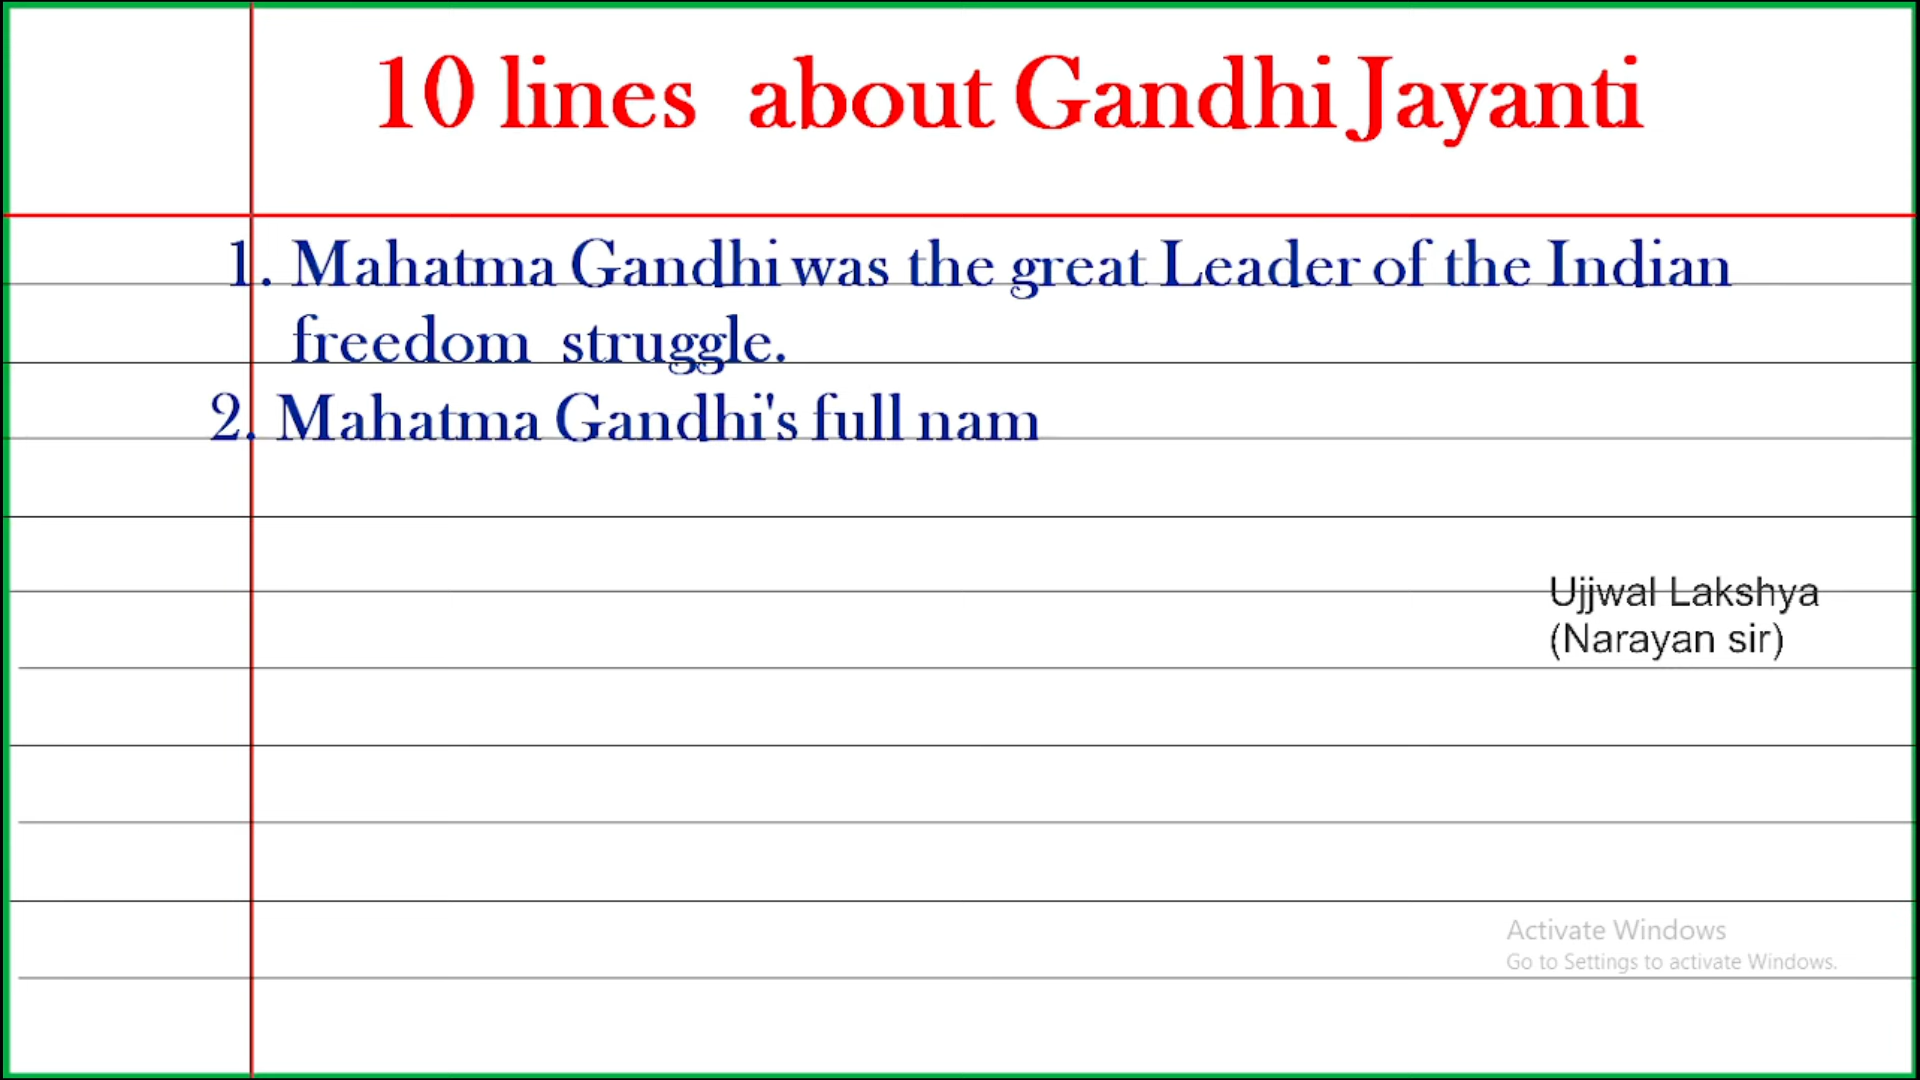 10 lines about Gandhi Jayanti
1. Mahatma Gandhi was the great Leader of the Indian
freedom struggle.
2. Mahatma Gandhi's full nam
Ujjwal Lakshya
(Narayan sir)
Activate Windows
Go to Settings to activate Windows.